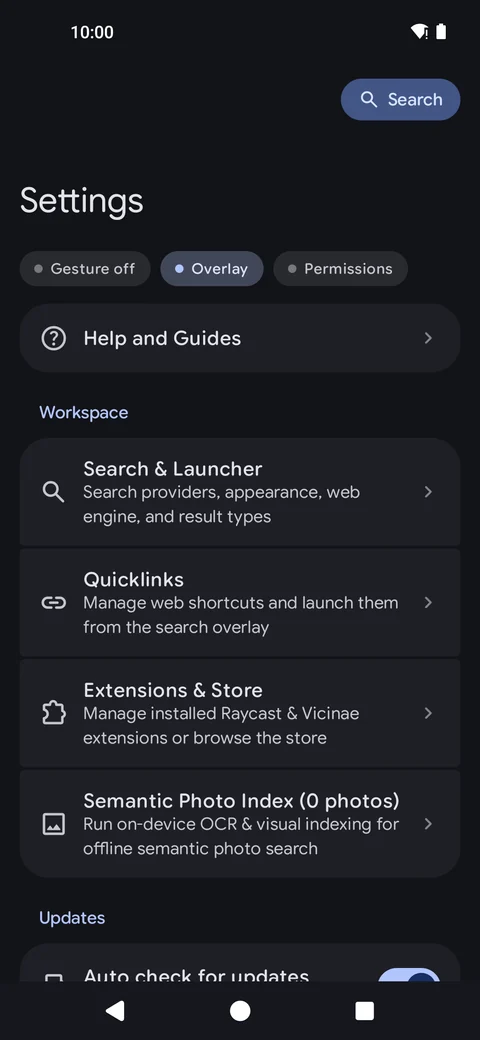 10:00
Search
Settings
Gesture off
Overlay
Permissions
Help and Guides
Workspace
Search & Launcher
Search providers, appearance, web
engine, and result types
Quicklinks
Manage web shortcuts and launch them
from the search overlay
Extensions & Store
Manage installed Raycast & Vicinae
extensions or browse the store
Semantic Photo Index (0 photos)
Run on-device OCR & visual indexing for
offline semantic photo search
Updates
Auto check for updates